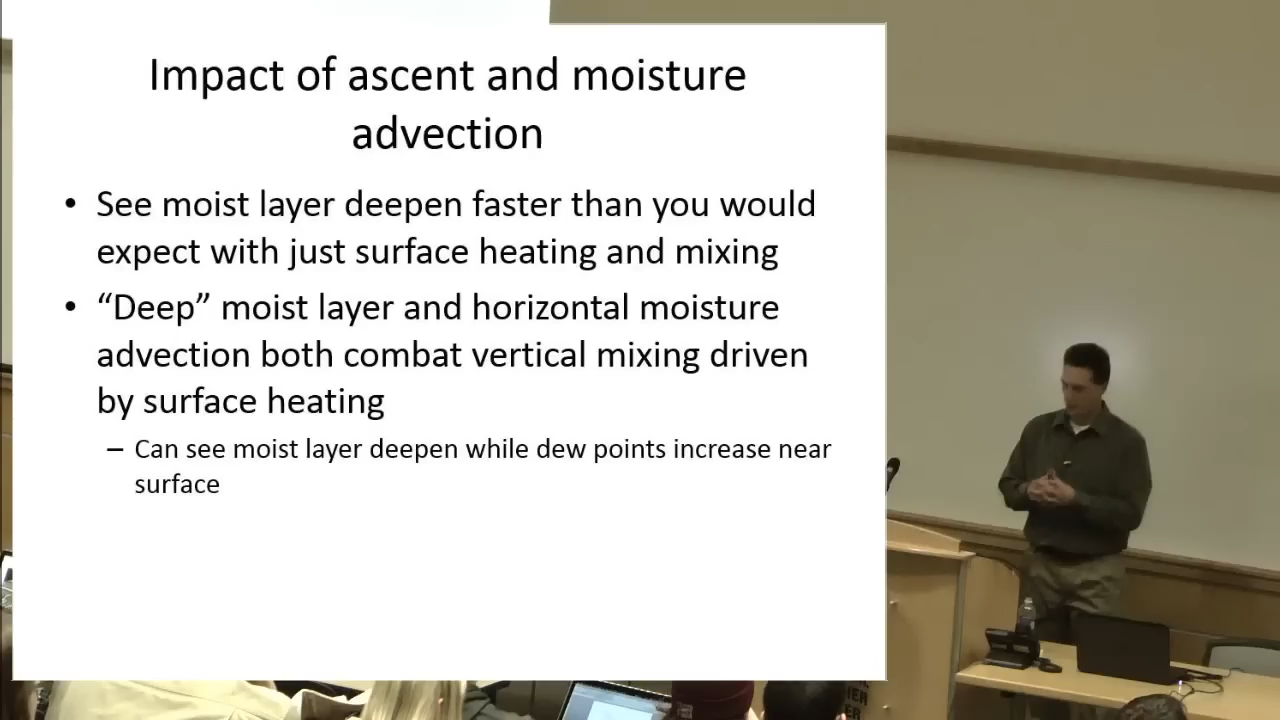 Impact of ascent and moisture
advection
• See moist layer deepen faster than you would
expect with just surface heating and mixing
• “Deep” moist layer and horizontal moisture
advection both combat vertical mixing driven
by surface heating
– Can see moist layer deepen while dew points increase near
surface